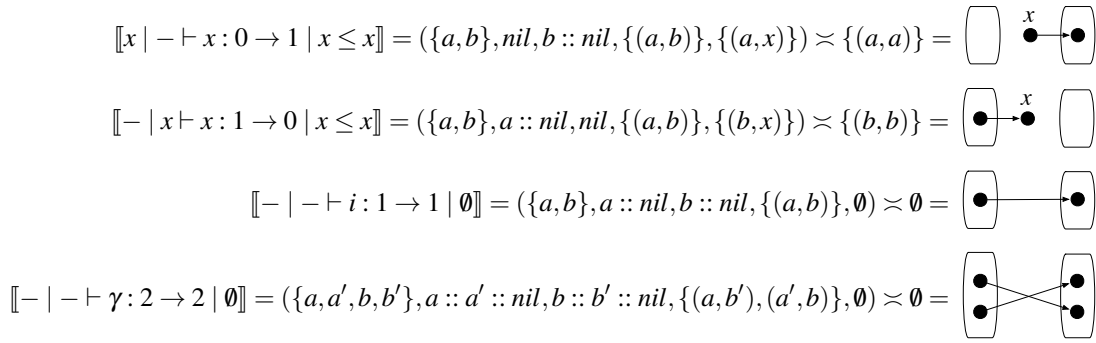 ⟦x | − ⊢ x : 0 → 1 | x ≤ x⟧ = ({a,b}, nil, b :: nil, {(a,b)}, {(a,x)}) ≍ {(a,a)} = x
⟦− | x ⊢ x : 1 → 0 | x ≤ x⟧ = ({a,b}, a :: nil, nil, {(a,b)}, {(b,x)}) ≍ {(b,b)} = x
⟦− | − ⊢ i : 1 → 1 | ∅⟧ = ({a,b}, a :: nil, b :: nil, {(a,b)}, ∅) ≍ ∅ =
⟦− | − ⊢ γ : 2 → 2 | ∅⟧ = ({a,a′,b,b′}, a :: a′ :: nil, b :: b′ :: nil, {(a,b′),(a′,b)}, ∅) ≍ ∅ =